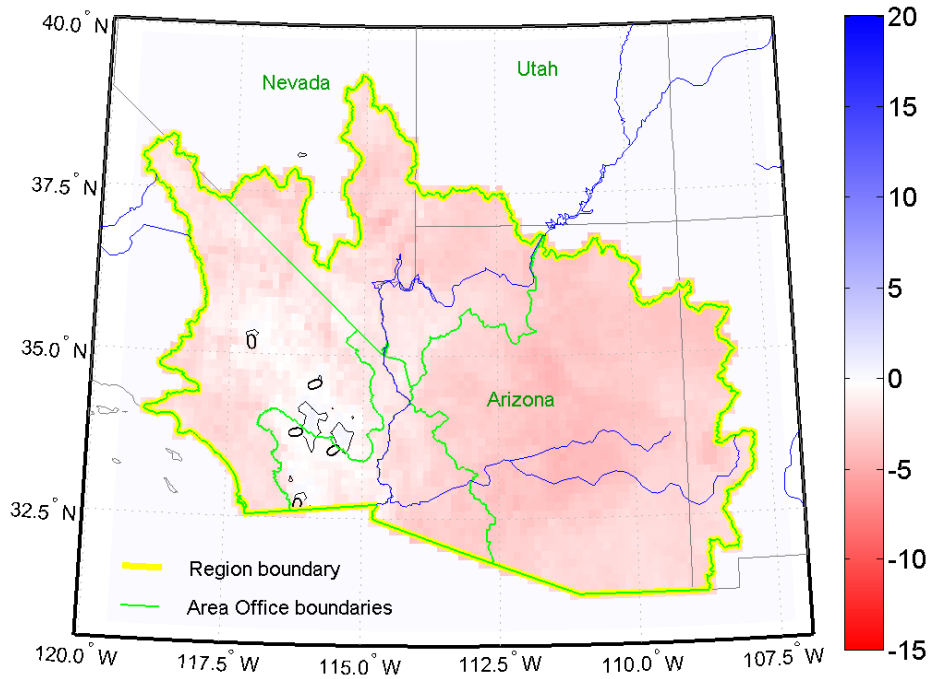 40.0° N
37.5° N
35.0° N
32.5° N
120.0° W
117.5° W
115.0° W
112.5° W
110.0° W
107.5° W
Nevada
Utah
Arizona
0
0
0
0
0
Region boundary
Area Office boundaries
20
15
10
5
0
-5
-10
-15